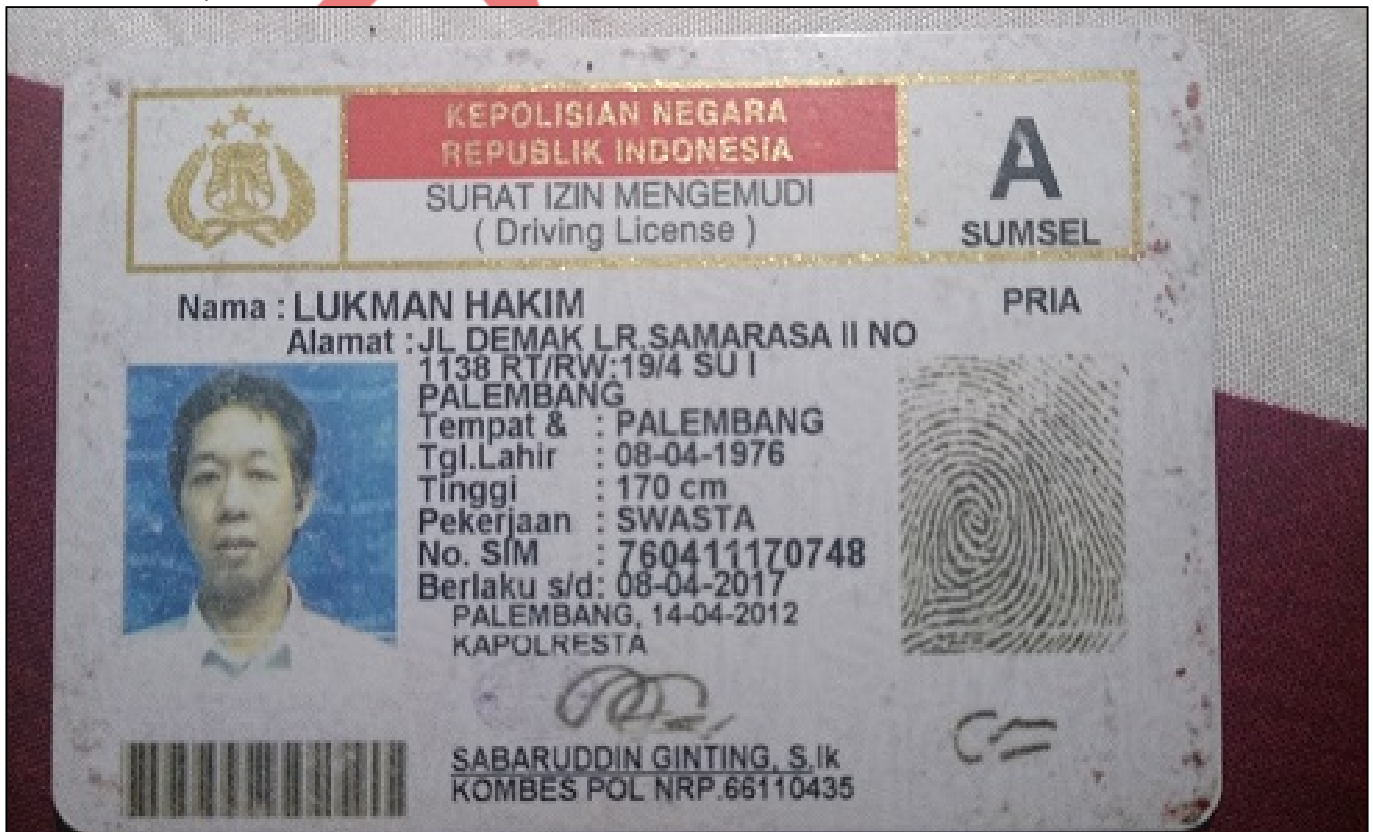 KEPOLISIAN NEGARA
REPUBLIK INDONESIA
SURAT IZIN MENGEMUDI
( Driving License )
A
SUMSEL
PRIA
Nama : LUKMAN HAKIM
Alamat : JL DEMAK LR.SAMARASA II NO
1138 RT/RW:19/4 SU I
PALEMBANG
Tempat & : PALEMBANG
Tgl.Lahir : 08-04-1976
Tinggi : 170 cm
Pekerjaan : SWASTA
No. SIM : 760411170748
Berlaku s/d: 08-04-2017
PALEMBANG, 14-04-2012
KAPOLRESTA
SABARUDDIN GINTING, S.Ik
KOMBES POL NRP.66110435